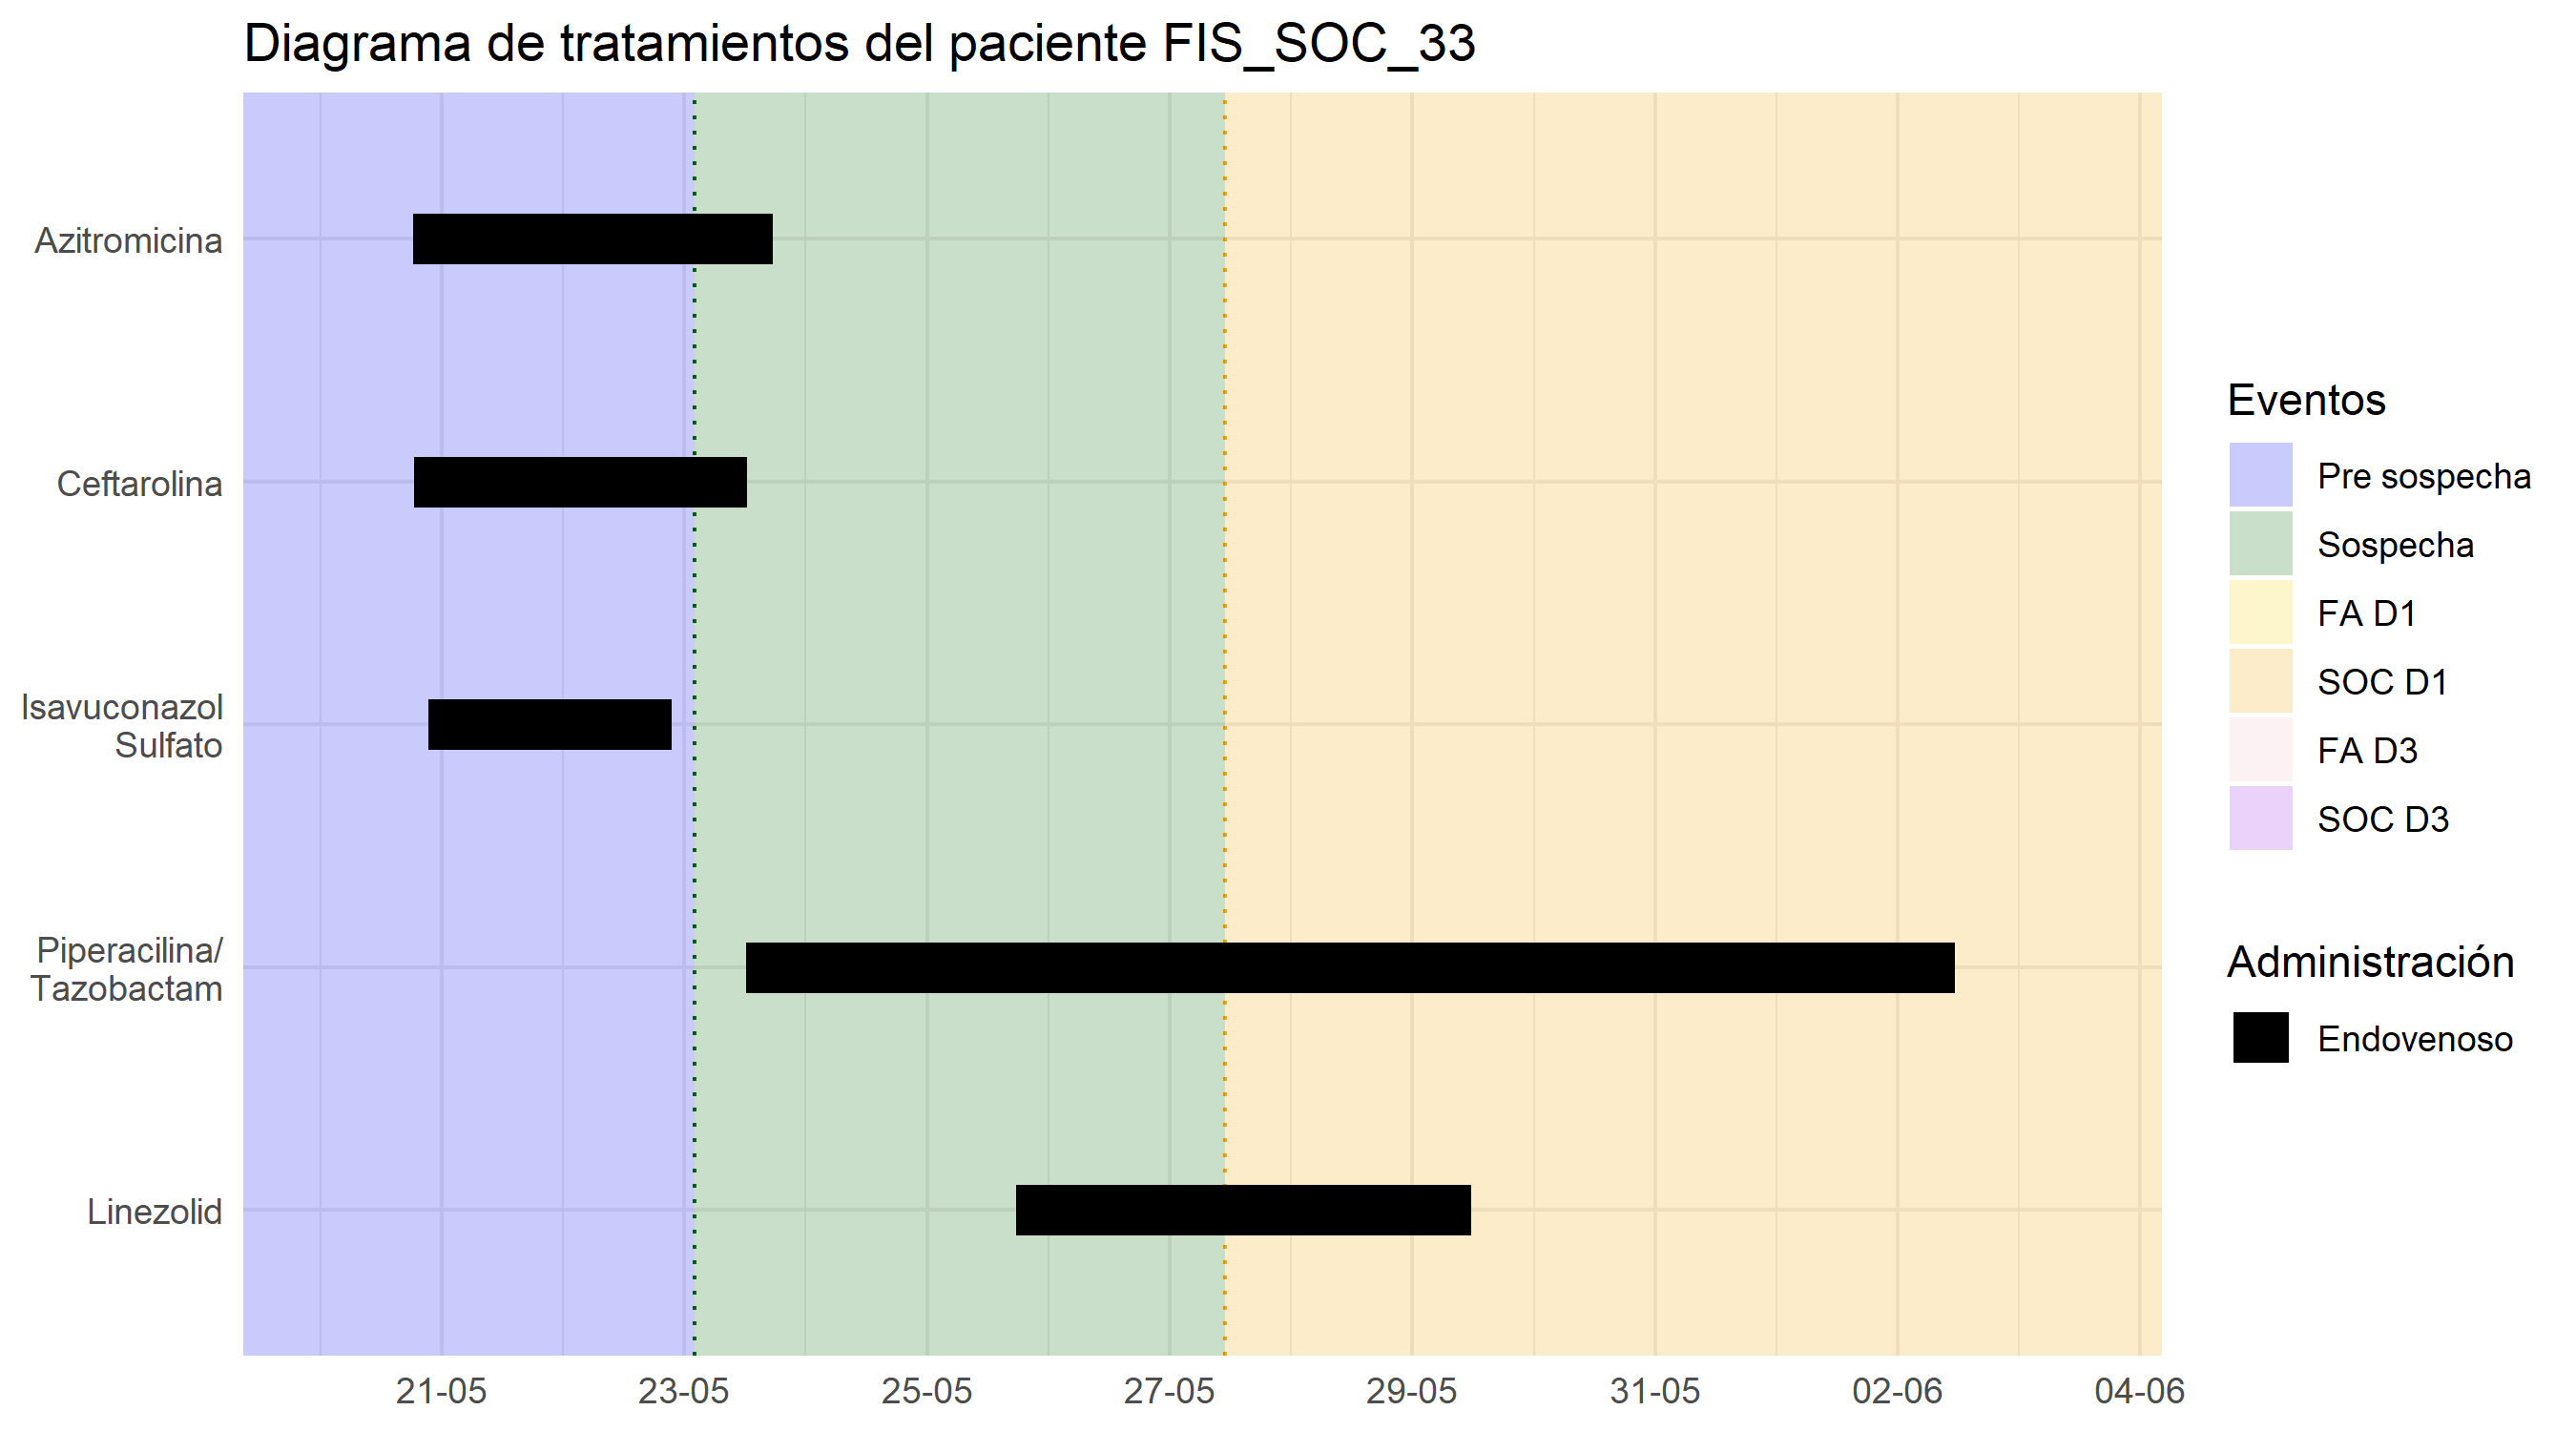 Diagrama de tratamientos del paciente FIS_SOC_33
Azitromicina
Ceftarolina
Isavuconazol
Sulfato
Piperacilina/
Tazobactam
Linezolid
21-05
23-05
25-05
27-05
29-05
31-05
02-06
04-06
Eventos
Pre sospecha
Sospecha
FA D1
SOC D1
FA D3
SOC D3
Administración
Endovenoso